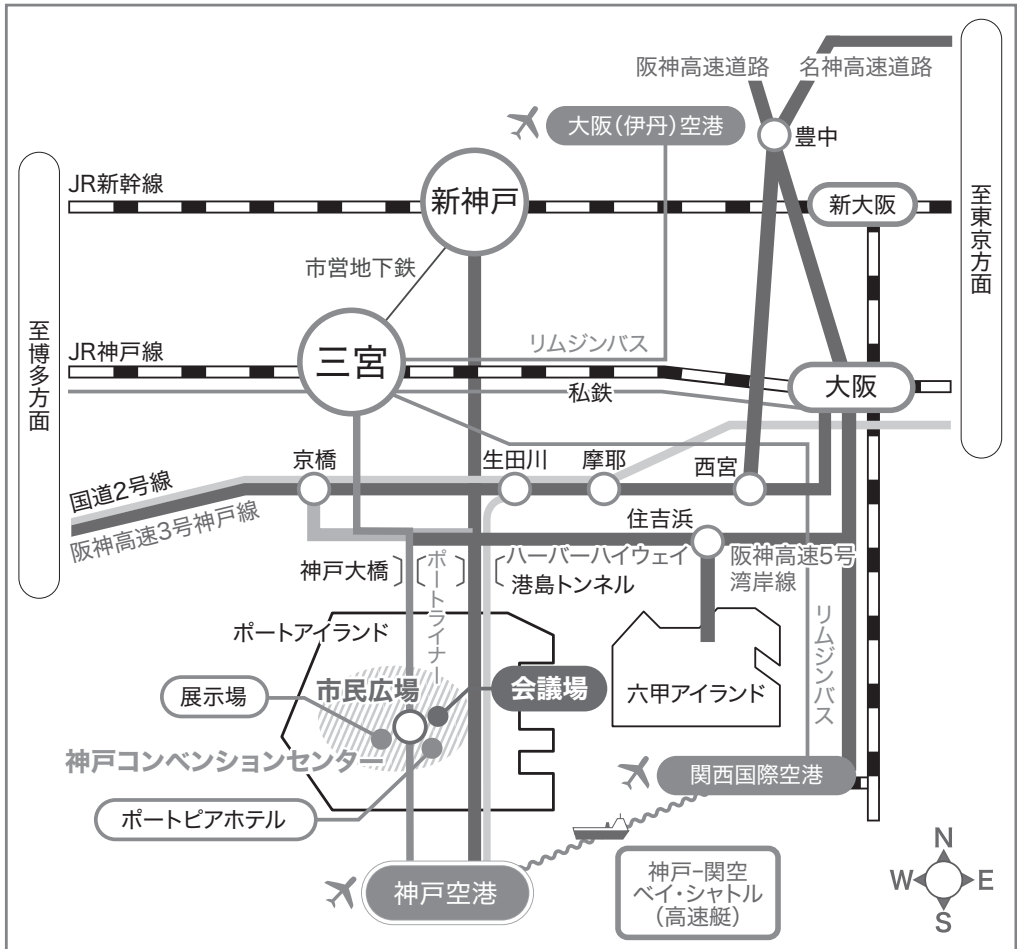 阪神高速道路
名神高速道路
大阪(伊丹)空港
豊中
至東京方面
至博多方面
JR新幹線
新神戸
新大阪
市営地下鉄
JR神戸線
三宮
リムジンバス
私鉄
大阪
京橋
生田川
摩耶
西宮
国道2号線
阪神高速3号神戸線
住吉浜
神戸大橋
ポートライナー
ハーバーハイウェイ
港島トンネル
阪神高速5号
湾岸線
リムジンバス
ポートアイランド
市民広場
会議場
展示場
六甲アイランド
神戸コンベンションセンター
関西国際空港
ポートピアホテル
神戸空港
神戸-関空
ベイ・シャトル
(高速艇)
N
W
E
S